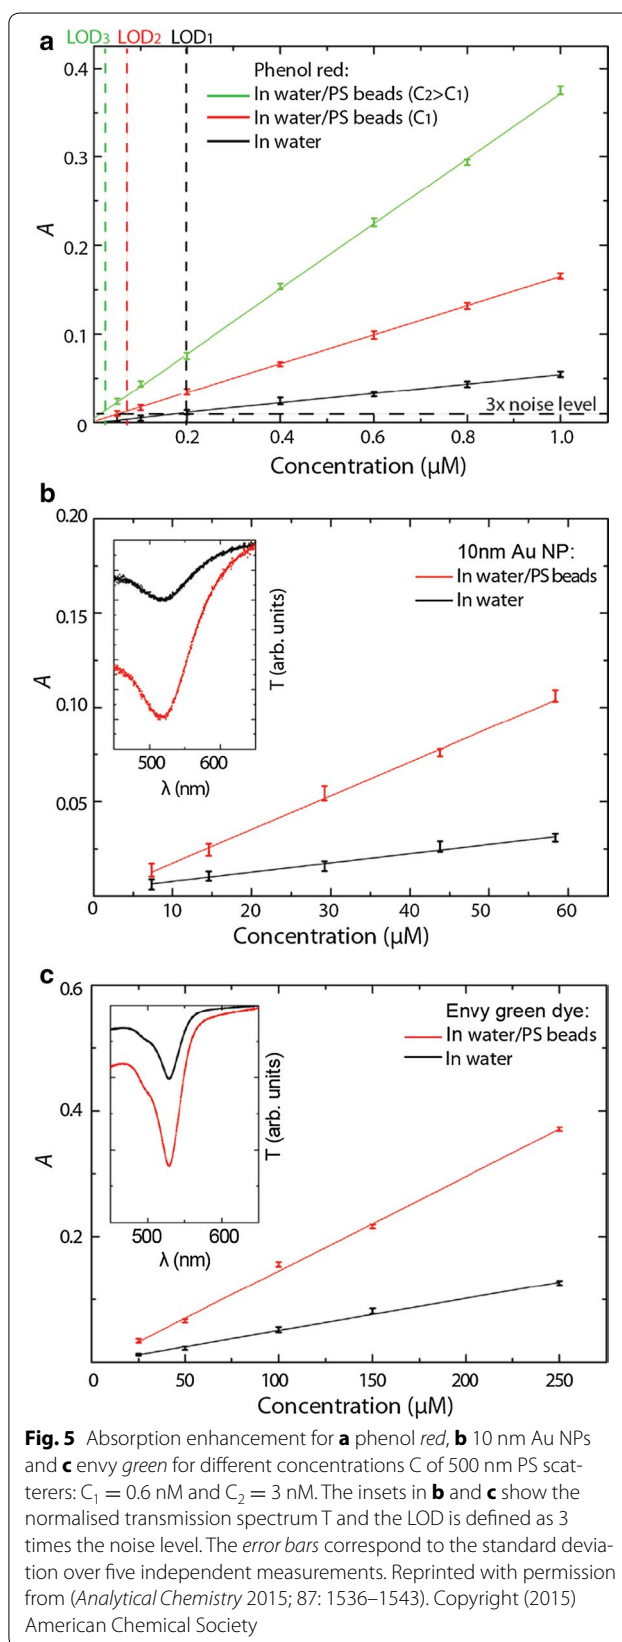 a
LOD3 LOD2 LOD1
0.4
Phenol red:
In water/PS beads (C2>C1)
In water/PS beads (C1)
In water
0.3
A
0.2
0.1
3x noise level
0
0.2 0.4 0.6 0.8 1.0
Concentration (μM)
b
0.20
10nm Au NP:
In water/PS beads
In water
0.15
T (arb. units)
500 600
λ (nm)
A
0.10
0.05
0 10 20 30 40 50 60
Concentration (μM)
c
0.6
Envy green dye:
In water/PS beads
In water
T (arb. units)
500 600
λ (nm)
A
0.4
0.2
0 50 100 150 200 250
Concentration (μM)
Fig. 5 Absorption enhancement for a phenol red, b 10 nm Au NPs
and c envy green for different concentrations C of 500 nm PS scat-
terers: C₁ = 0.6 nM and C₂ = 3 nM. The insets in b and c show the
normalised transmission spectrum T and the LOD is defined as 3
times the noise level. The error bars correspond to the standard devia-
tion over five independent measurements. Reprinted with permission
from (Analytical Chemistry 2015; 87: 1536–1543). Copyright (2015)
American Chemical Society